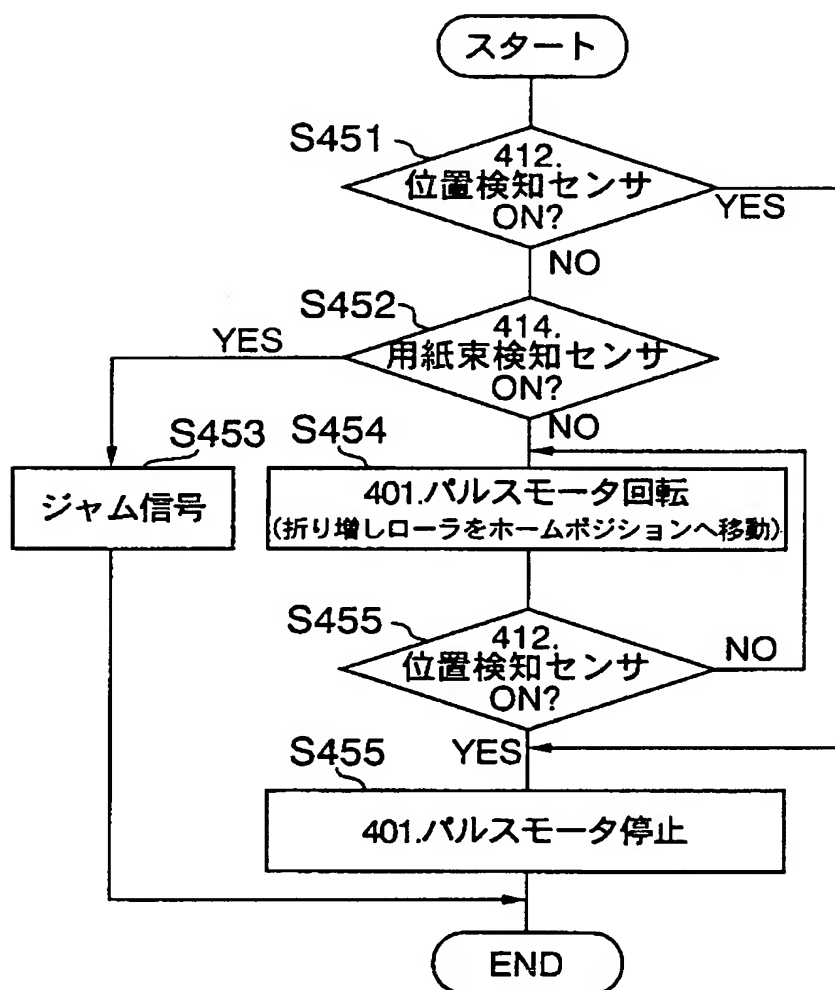 スタート
S451
412.
位置検知センサ
ON?
YES
NO
S452
414.
用紙束検知センサ
ON?
YES
NO
S453
ジャム信号
S454
401.パルスモータ回転
(折り増しローラをホームポジションへ移動)
S455
412.
位置検知センサ
ON?
NO
YES
S455
401.パルスモータ停止
END